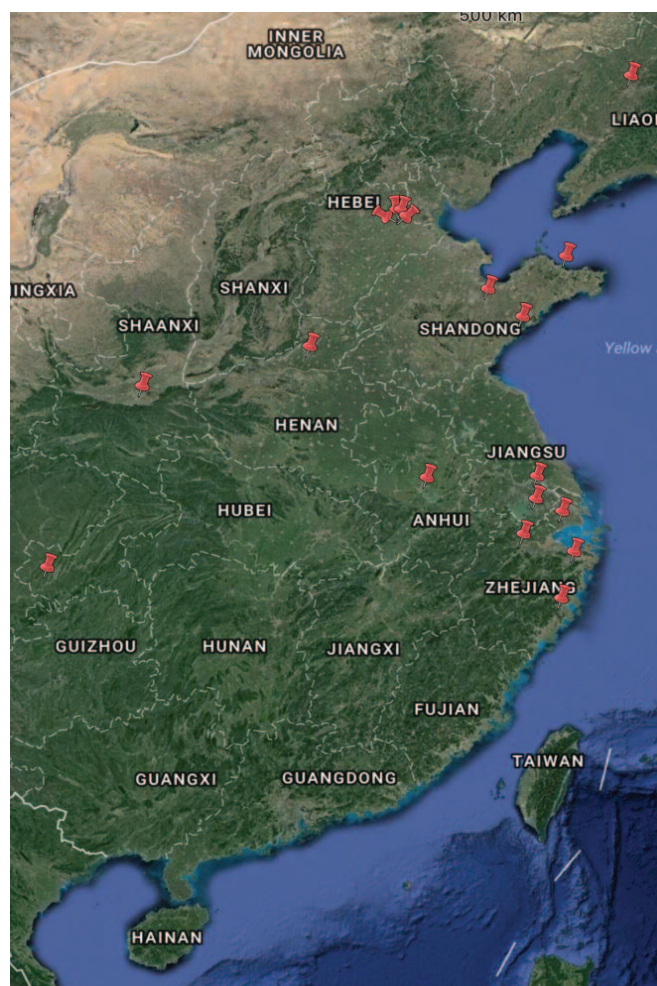 500 km
INNER
MONGOLIA
LIAO
HEBEI
INGXIA
SHANXI
SHAANXI
SHANDONG
Yellow
HENAN
JIANGSU
HUBEI
ANHUI
ZHEJIANG
GUIZHOU
HUNAN
JIANGXI
FUJIAN
TAIWAN
GUANGXI
GUANGDONG
HAINAN